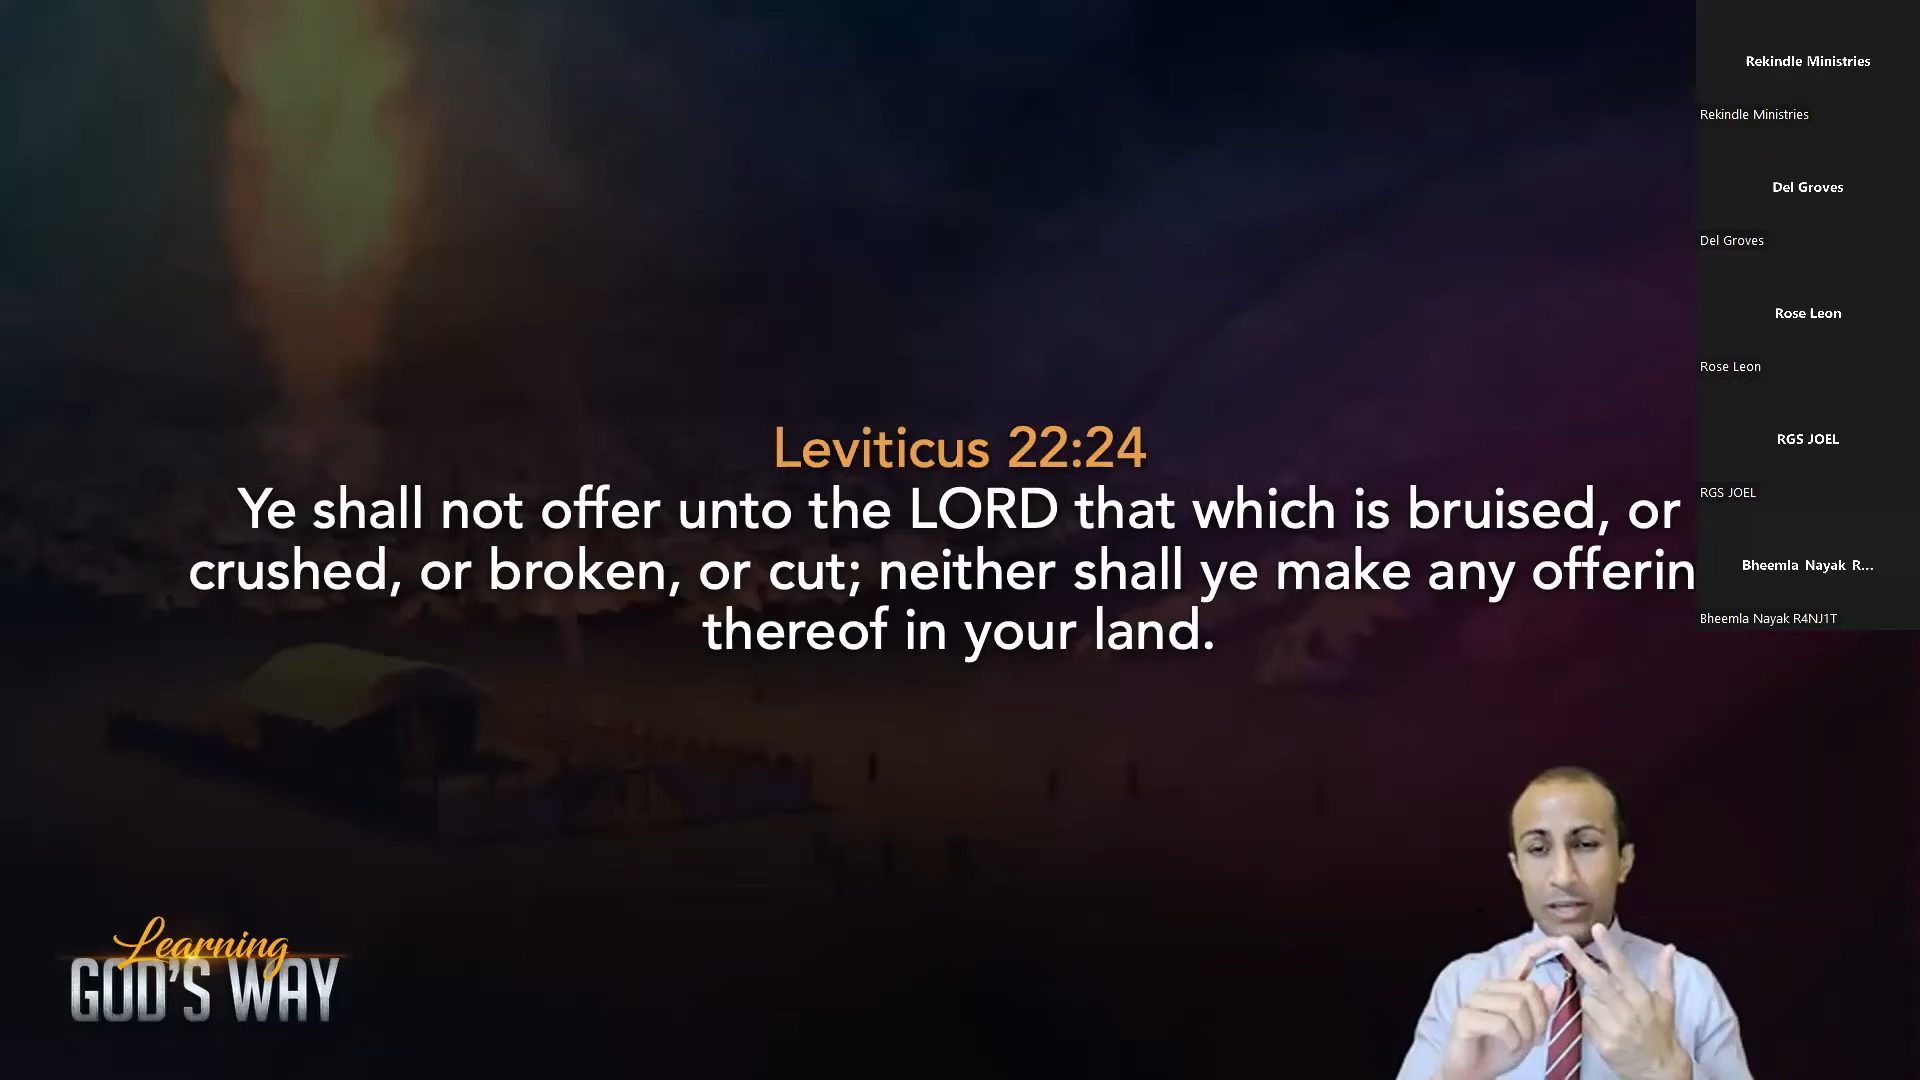 Leviticus 22:24
Ye shall not offer unto the LORD that which is bruised, or
crushed, or broken, or cut; neither shall ye make any offerin
thereof in your land.
Learning
GOD'S WAY
Rekindle Ministries
Rekindle Ministries
Del Groves
Del Groves
Rose Leon
Rose Leon
RGS JOEL
RGS JOEL
Bheemla Nayak R...
Bheemla Nayak R4NJ1T